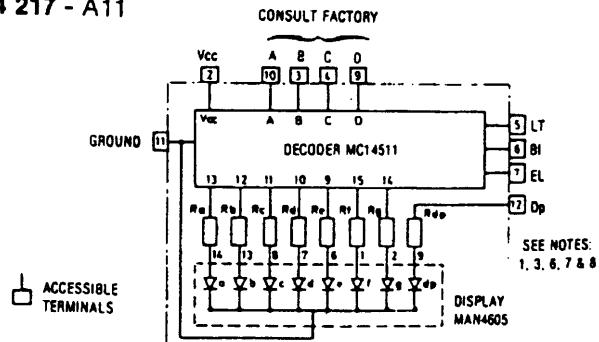 217 - A11
CONSULT FACTORY
Vcc A B C D
2 10 3 4 9
Vcc A B C D
GROUND 11
DECODER MC14511
5 LT
6 BI
7 EL
13 12 11 10 9 15 14
12 Dp
Ra Rb Rc Rd Re Rf Rg Rdp
SEE NOTES:
1, 3, 6, 7 & 8
14 13 8 7 6 1 2 9
a b c d e f g dp
ACCESSIBLE
TERMINALS
DISPLAY
MAN4605